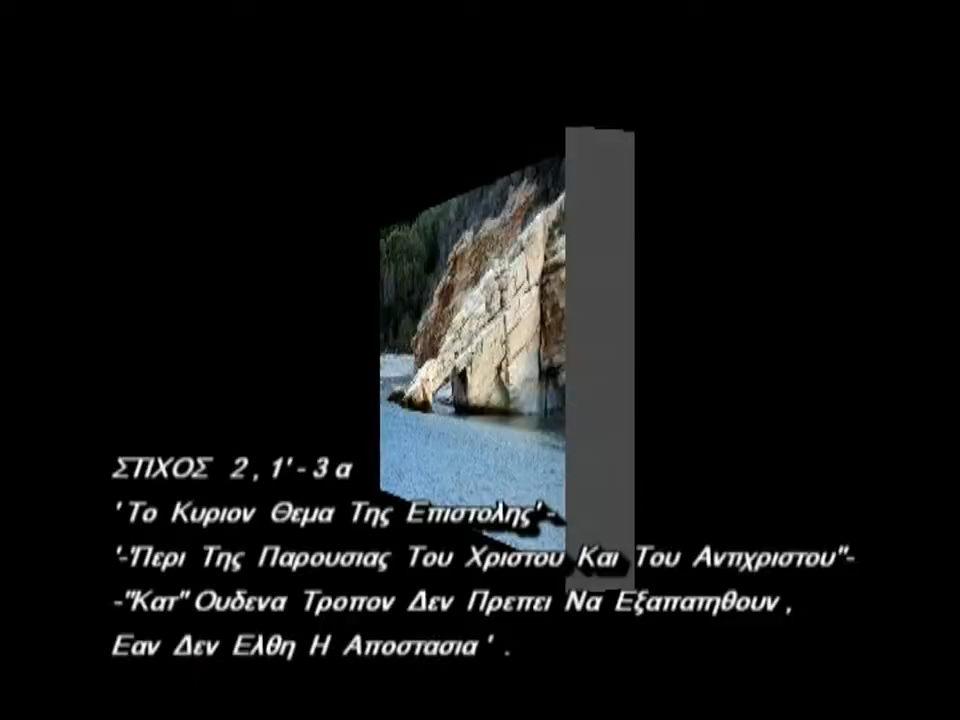 ΣΤΙΧΟΣ 2 , 1' - 3 α
' Το Κυριον Θεμα Της Επιστολης' -
'-'Περι Της Παρουσιας Του Χριστου Και Του Αντιχριστου"-
-"Κατ" Ουδενα Τροπον Δεν Πρεπει Να Εξαπατηθουν ,
Εαν Δεν Ελθη Η Αποστασια ' .